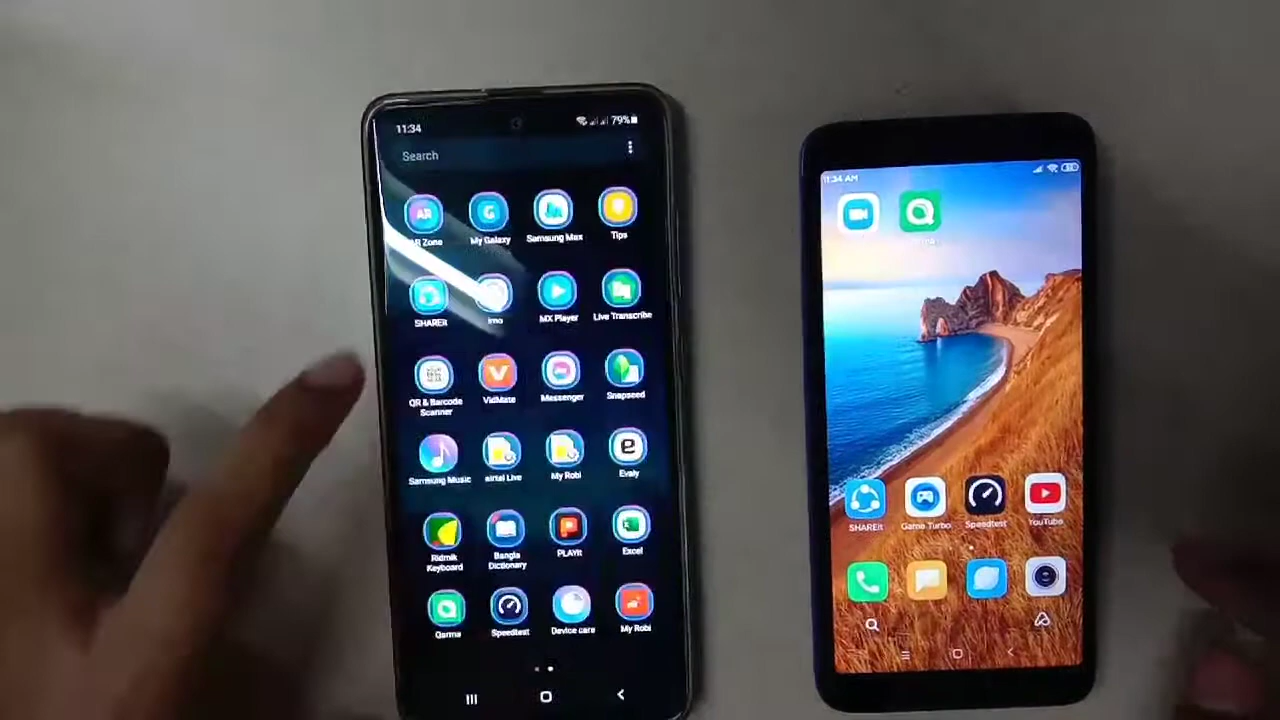 11:34
79%
Search
AR
G
AR Zone
My Galaxy
Samsung Max
Tips
SHAREit
imo
MX Player
Live Transcribe
QR & Barcode
Scanner
VidMate
Messenger
Snapseed
Samsung Music
airtel Live
My Robi
Evaly
Ridmik
Keyboard
Bangla
Dictionary
PLAYit
Excel
Qarma
Speedtest
Device care
My Robi
11:34 AM
SHAREit
Game Turbo
Speedtest
YouTube